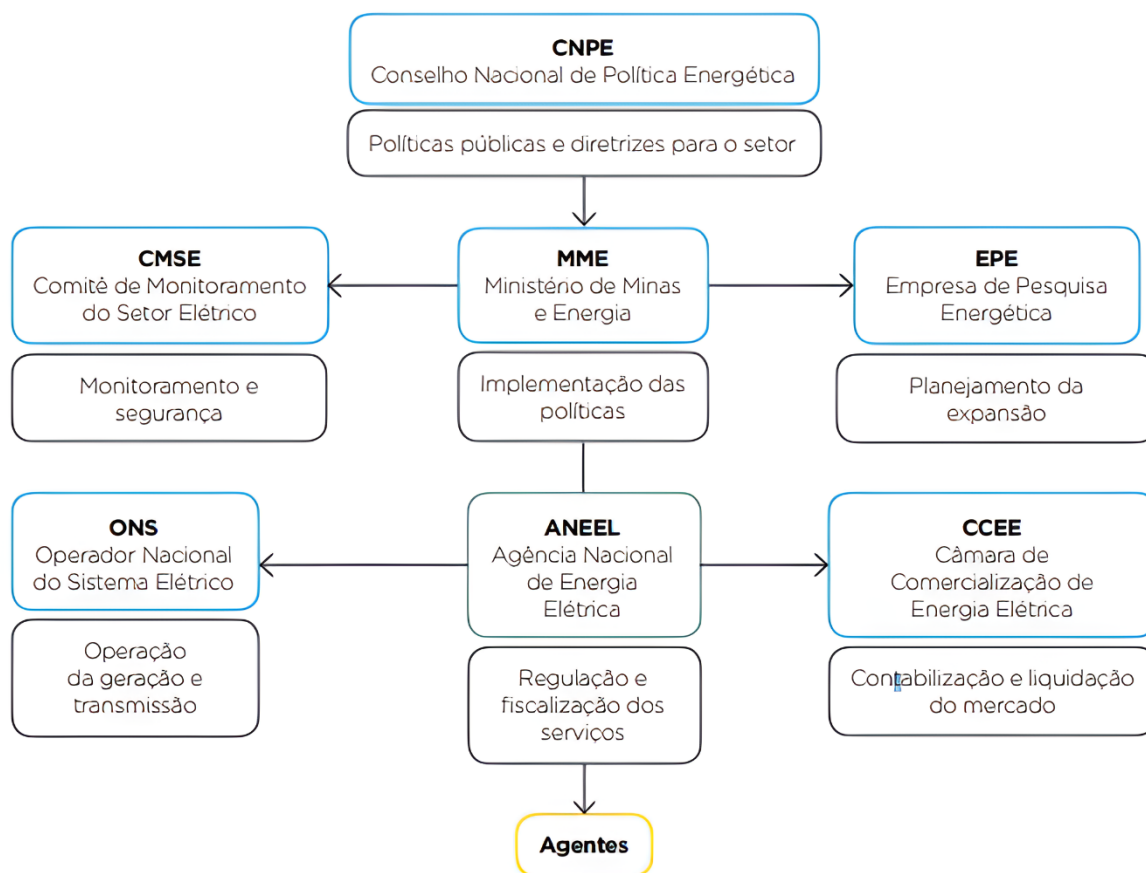 CNPE
Conselho Nacional de Política Energética
Políticas públicas e diretrizes para o setor
CMSE
Comitê de Monitoramento
do Setor Elétrico
Monitoramento e
segurança
MME
Ministério de Minas
e Energia
Implementação das
políticas
EPE
Empresa de Pesquisa
Energética
Planejamento da
expansão
ONS
Operador Nacional
do Sistema Elétrico
Operação
da geração e
transmissão
ANEEL
Agência Nacional
de Energia
Elétrica
Regulação e
fiscalização dos
serviços
CCEE
Câmara de
Comercialização de
Energia Elétrica
Contabilização e liquidação
do mercado
Agentes